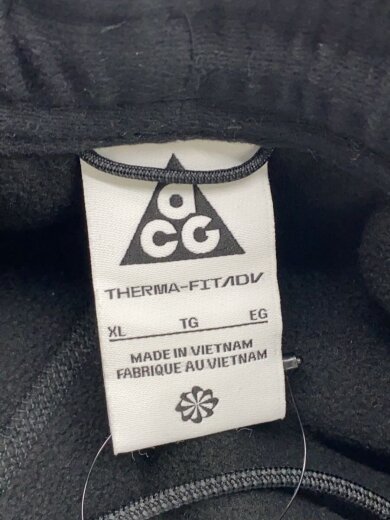 aCG
THERMA-FITADV
XL TG EG
MADE IN VIETNAM
FABRIQUE AU VIETNAM